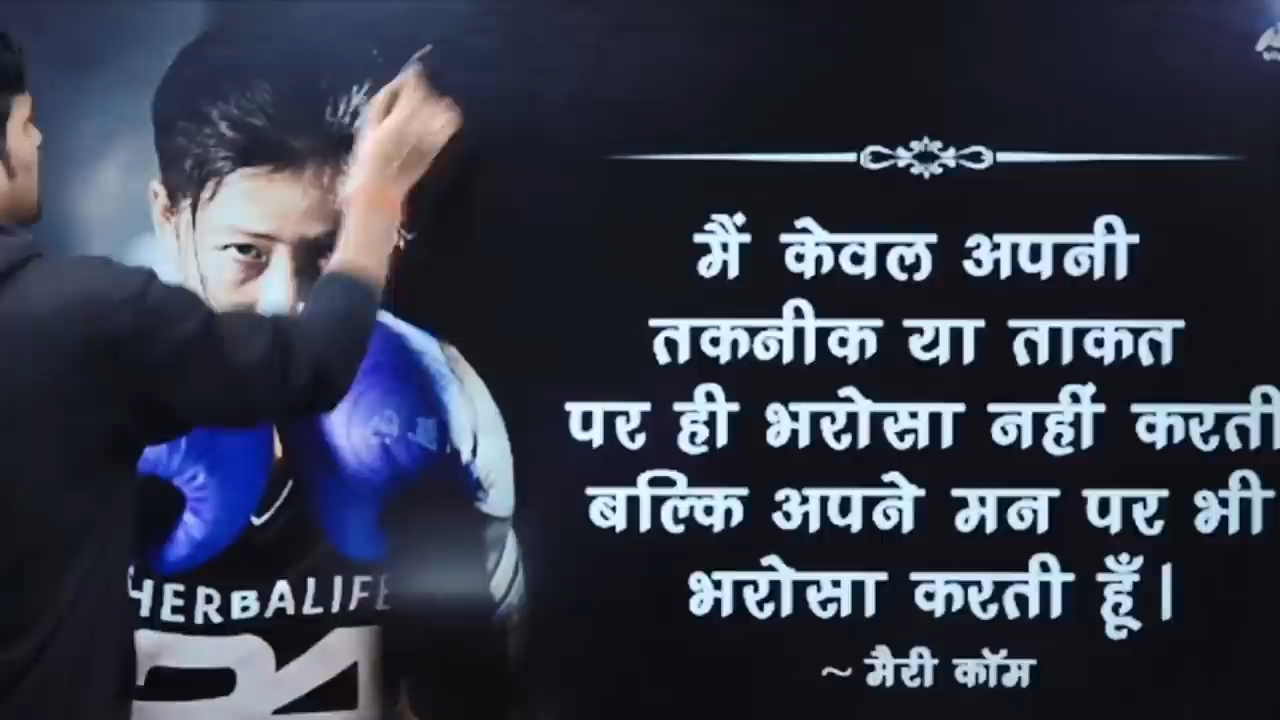 मैं केवल अपनी
तकनीक या ताकत
पर ही भरोसा नहीं करती
बल्कि अपने मन पर भी
भरोसा करती हूँ।
~ मैरी कॉम
HERBALIFE